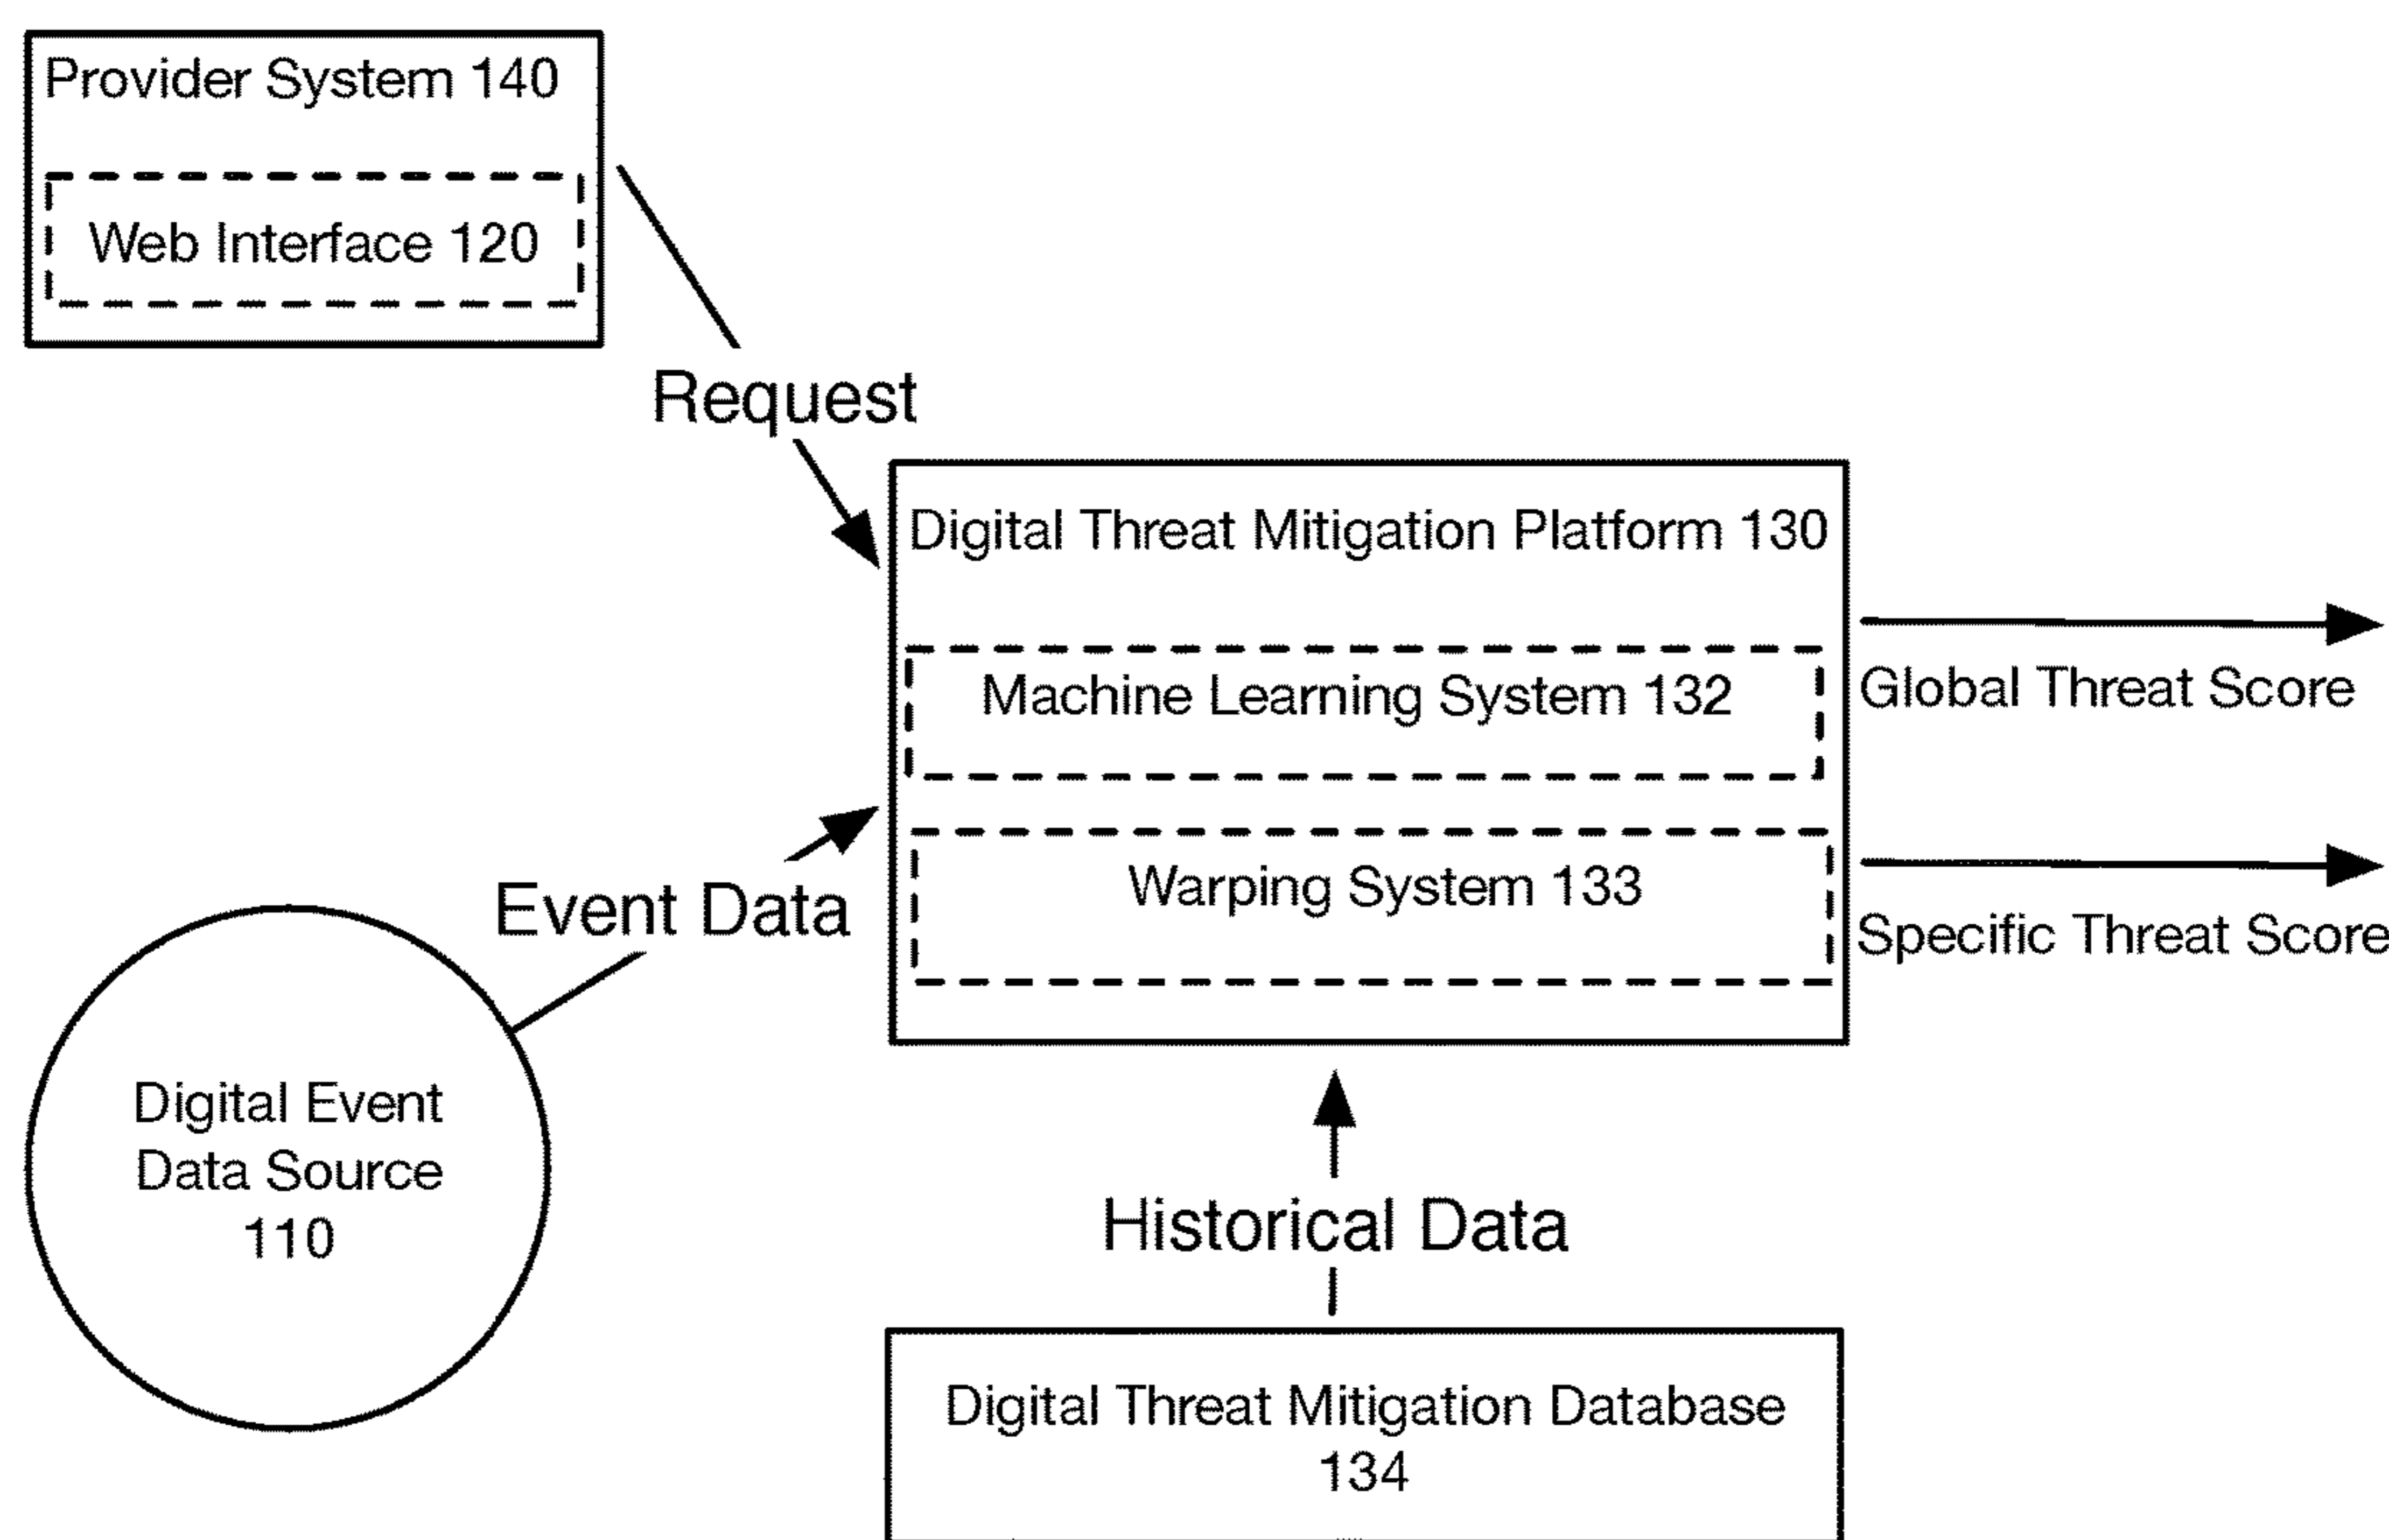 Provider System 140
Web Interface 120
Request
Digital Threat Mitigation Platform 130
Machine Learning System 132
Global Threat Score
Warping System 133
Specific Threat Score
Event Data
Digital Event
Data Source
110
Historical Data
Digital Threat Mitigation Database
134